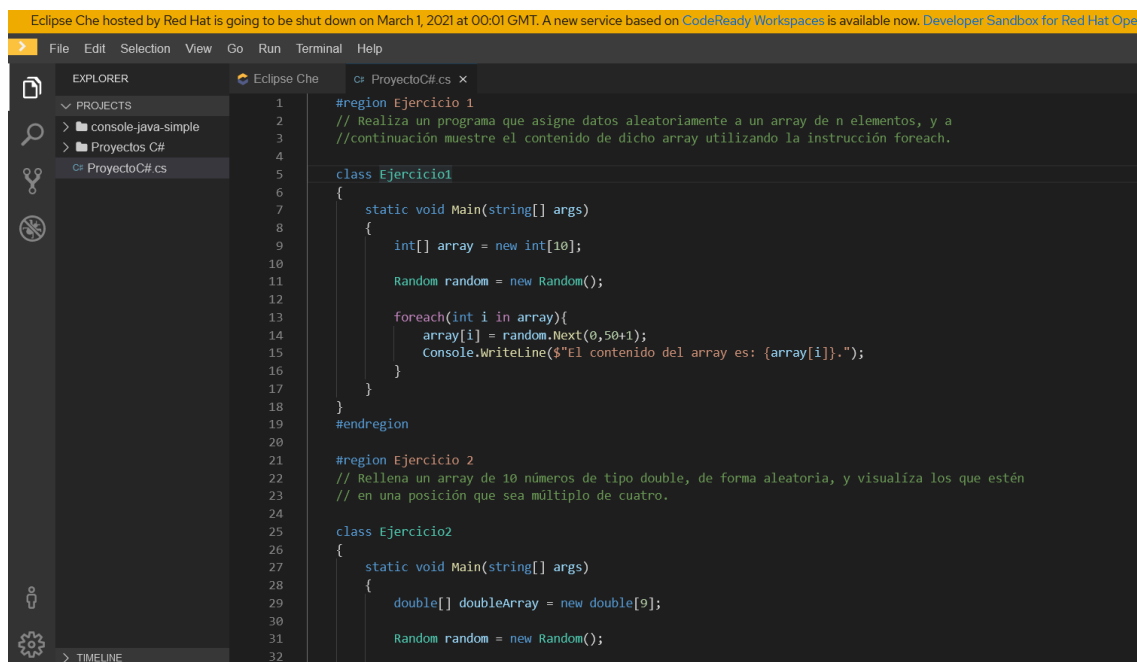 Eclipse Che hosted by Red Hat is going to be shut down on March 1, 2021 at 00:01 GMT. A new service based on CodeReady Workspaces is available now. Developer Sandbox for Red Hat Ope
File Edit Selection View Go Run Terminal Help
EXPLORER
PROJECTS
console-java-simple
Proyectos C#
C# ProyectoC#.cs
TIMELINE
Eclipse Che C# ProyectoC#.cs ×
1 #region Ejercicio 1
2 // Realiza un programa que asigne datos aleatoriamente a un array de n elementos, y a
3 //continuación muestre el contenido de dicho array utilizando la instrucción foreach.
4
5 class Ejercicio1
6 {
7 static void Main(string[] args)
8 {
9 int[] array = new int[10];
10
11 Random random = new Random();
12
13 foreach(int i in array){
14 array[i] = random.Next(0,50+1);
15 Console.WriteLine($"El contenido del array es: {array[i]}.");
16 }
17 }
18 }
19 #endregion
20
21 #region Ejercicio 2
22 // Rellena un array de 10 números de tipo double, de forma aleatoria, y visualíza los que estén
23 // en una posición que sea múltiplo de cuatro.
24
25 class Ejercicio2
26 {
27 static void Main(string[] args)
28 {
29 double[] doubleArray = new double[9];
30
31 Random random = new Random();
32